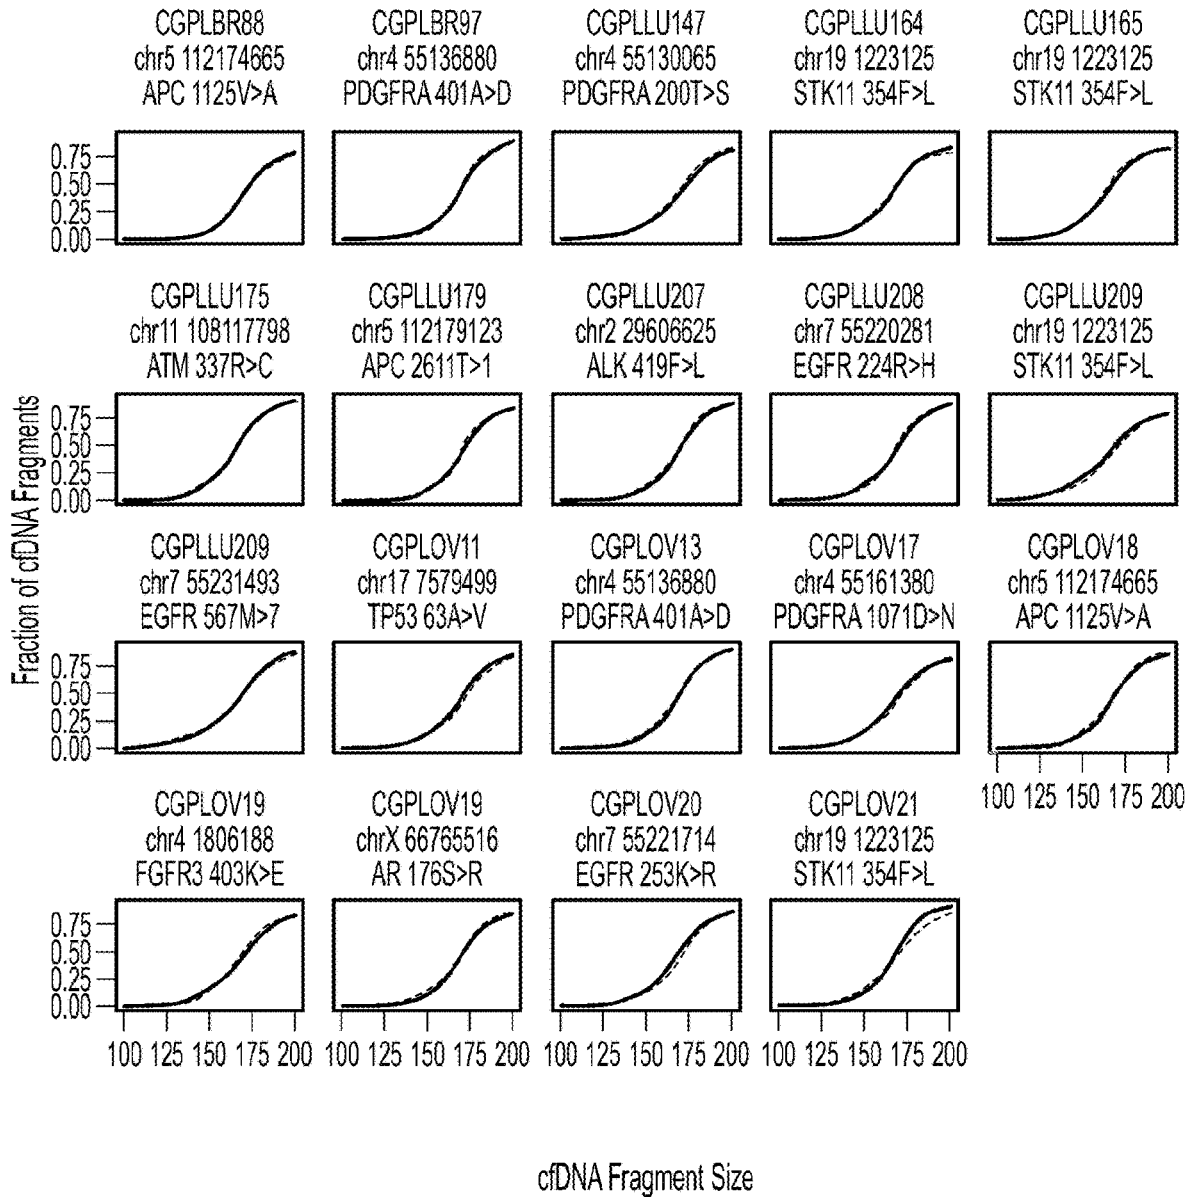 CGPLBR88
chr5 112174665
APC 1125V>A
CGPLBR97
chr4 55136880
PDGFRA 401A>D
CGPLLU147
chr4 55130065
PDGFRA 200T>S
CGPLLU164
chr19 1223125
STK11 354F>L
CGPLLU165
chr19 1223125
STK11 354F>L
0.75
0.50
0.25
0.00
CGPLLU175
chr11 108117798
ATM 337R>C
CGPLLU179
chr5 112179123
APC 2611T>1
CGPLLU207
chr2 29606625
ALK 419F>L
CGPLLU208
chr7 55220281
EGFR 224R>H
CGPLLU209
chr19 1223125
STK11 354F>L
Fraction of cfDNA Fragments
0.75
0.50
0.25
0.00
CGPLLU209
chr7 55231493
EGFR 567M>7
CGPLOV11
chr17 7579499
TP53 63A>V
CGPLOV13
chr4 55136880
PDGFRA 401A>D
CGPLOV17
chr4 55161380
PDGFRA 1071D>N
CGPLOV18
chr5 112174665
APC 1125V>A
0.75
0.50
0.25
0.00
100 125 150 175 200
CGPLOV19
chr4 1806188
FGFR3 403K>E
CGPLOV19
chrX 66765516
AR 176S>R
CGPLOV20
chr7 55221714
EGFR 253K>R
CGPLOV21
chr19 1223125
STK11 354F>L
0.75
0.50
0.25
0.00
100 125 150 175 200
100 125 150 175 200
100 125 150 175 200
100 125 150 175 200
cfDNA Fragment Size